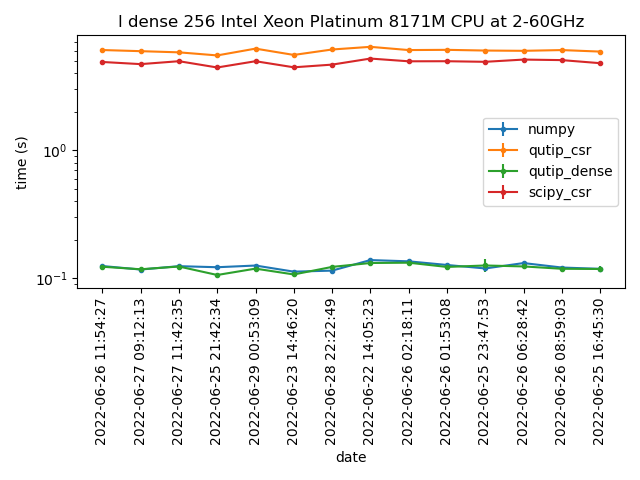 l dense 256 Intel Xeon Platinum 8171M CPU at 2-60GHz
time (s)
10⁰
10⁻¹
numpy
qutip_csr
qutip_dense
scipy_csr
2022-06-26 11:54:27
2022-06-27 09:12:13
2022-06-27 11:42:35
2022-06-25 21:42:34
2022-06-29 00:53:09
2022-06-23 14:46:20
2022-06-28 22:22:49
2022-06-22 14:05:23
2022-06-26 02:18:11
2022-06-26 01:53:08
2022-06-25 23:47:53
2022-06-26 06:28:42
2022-06-26 08:59:03
2022-06-25 16:45:30
date